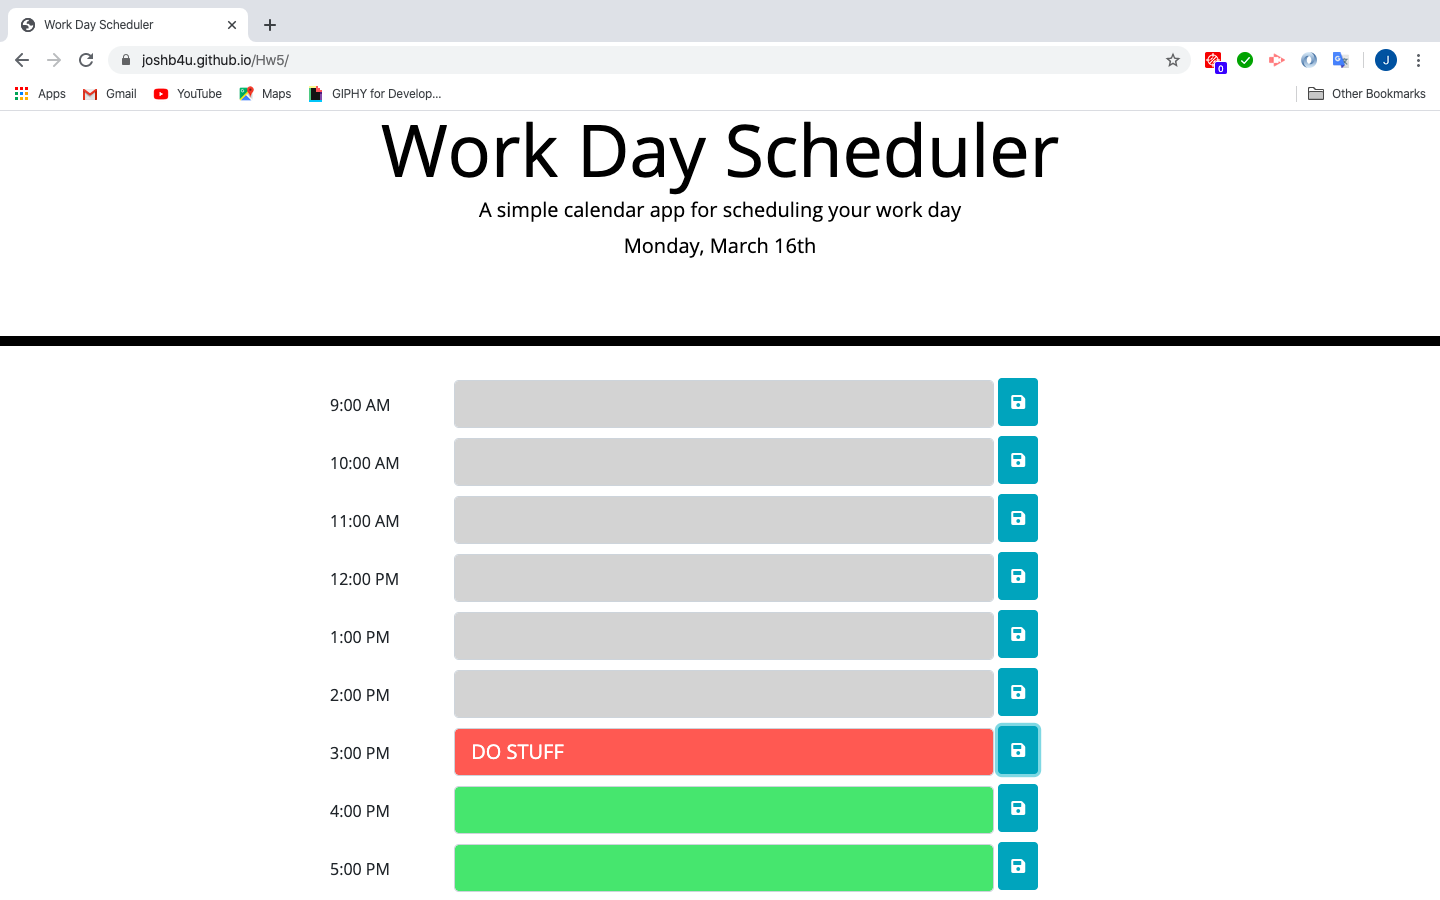 Work Day Scheduler
joshb4u.github.io/Hw5/
0
J
Apps
Gmail
YouTube
Maps
GIPHY for Develop...
Other Bookmarks
Work Day Scheduler
A simple calendar app for scheduling your work day
Monday, March 16th
9:00 AM
10:00 AM
11:00 AM
12:00 PM
1:00 PM
2:00 PM
3:00 PM DO STUFF
4:00 PM
5:00 PM